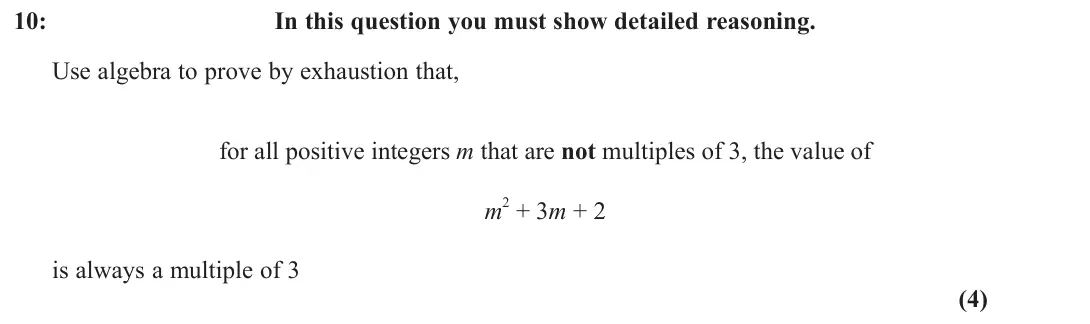 10: In this question you must show detailed reasoning.
Use algebra to prove by exhaustion that,
for all positive integers m that are not multiples of 3, the value of
m² + 3m + 2
is always a multiple of 3
(4)